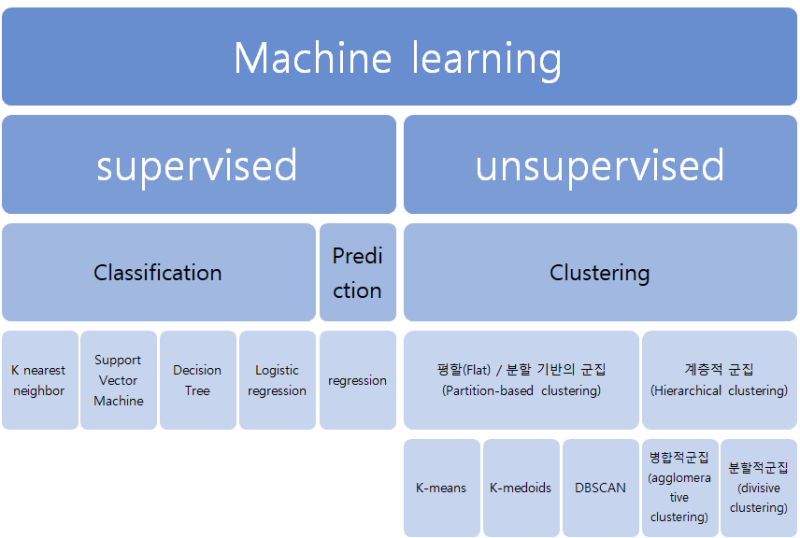 Machine learning
supervised
unsupervised
Classification
Predi
ction
Clustering
K nearest
neighbor
Support
Vector
Machine
Decision
Tree
Logistic
regression
regression
평할(Flat) / 분할 기반의 군집
(Partition-based clustering)
계층적 군집
(Hierarchical clustering)
K-means
K-medoids
DBSCAN
병합적군집
(agglomera
tive
clustering)
분할적군집
(divisive
clustering)